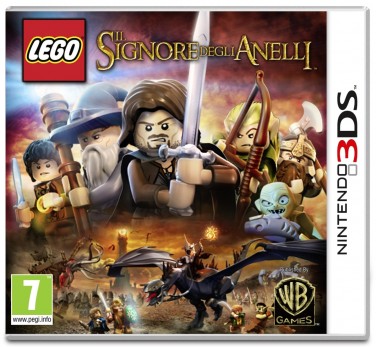 LEGO
IL
SIGNORE DEGLI ANELLI
NINTENDO 3DS
7
www.pegi.info
WB
GAMES